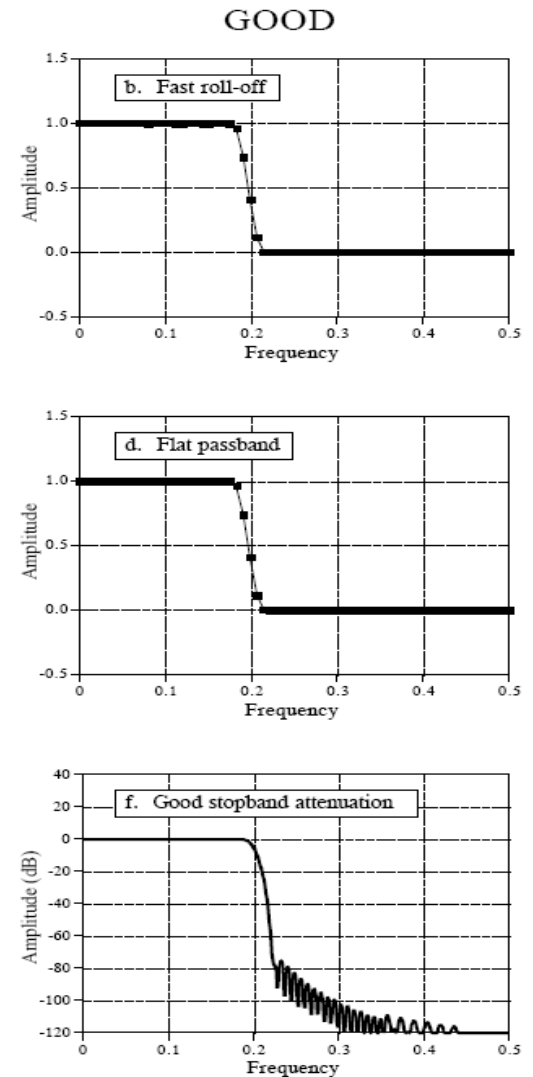 GOOD
1.5
b. Fast roll-off
1.0
Amplitude
0.5
0.0
-0.5
0 0.1 0.2 0.3 0.4 0.5
Frequency
1.5
d. Flat passband
1.0
Amplitude
0.5
0.0
-0.5
0 0.1 0.2 0.3 0.4 0.5
Frequency
40
f. Good stopband attenuation
20
0
-20
Amplitude (dB)
-40
-60
-80
-100
-120
0 0.1 0.2 0.3 0.4 0.5
Frequency